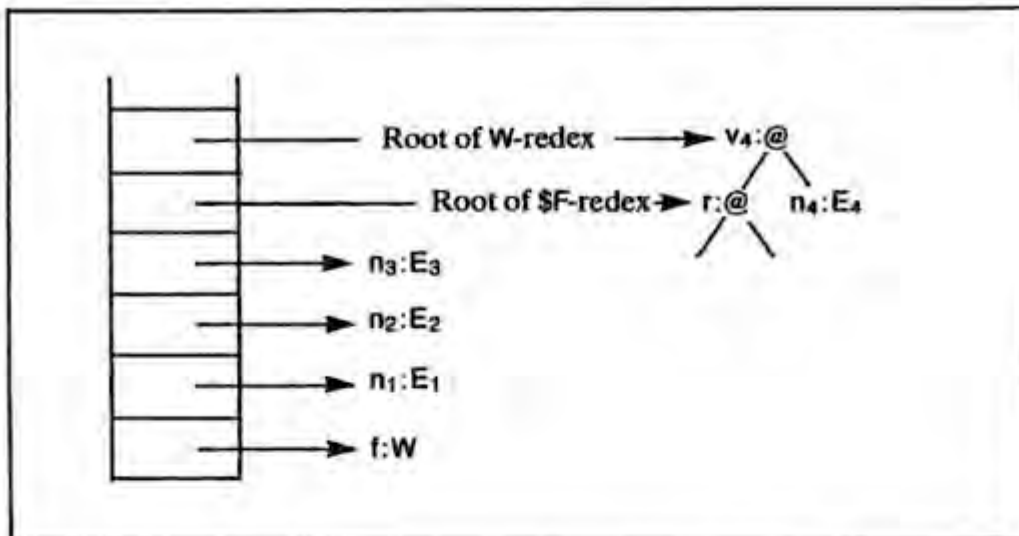 Root of W-redex v₄:@
Root of $F-redex r:@ n₄:E₄
n₃:E₃
n₂:E₂
n₁:E₁
f:W